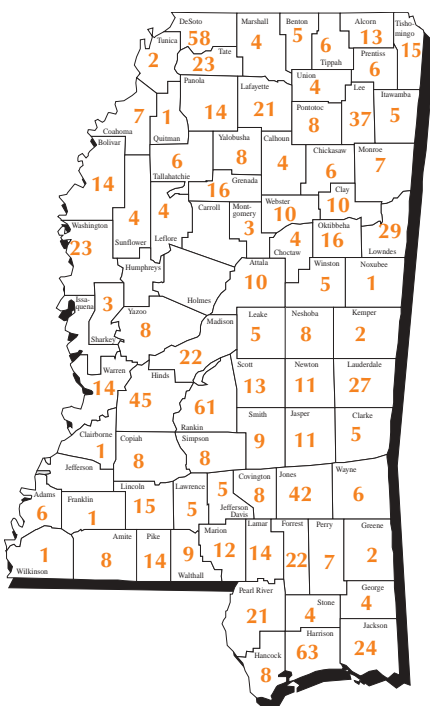 DeSoto
58
Marshall
4
Benton
5
6
Tippah
Alcorn
13
Tisho-
mingo
15
Prentiss
6
Tunica
2
Tate
23
Union
4
Lee
37
Itawamba
5
Panola
14
Lafayette
21
Pontotoc
8
7
Coahoma
1
Quitman
Bolivar
14
6
Tallahatchie
Yalobusha
8
Calhoun
4
Chickasaw
6
Monroe
7
Grenada
16
Clay
10
4
Sunflower
4
Leflore
Carroll
Mont-
gomery
3
Webster
10
4
Choctaw
Oktibbeha
16
29
Lowndes
Washington
23
Humphreys
Holmes
Attala
10
Winston
5
Noxubee
1
Issa-
quena
3
Sharkey
Yazoo
8
Madison
22
Leake
5
Neshoba
8
Kemper
2
Warren
14
Hinds
45
61
Rankin
Scott
13
Newton
11
Lauderdale
27
Smith
9
Jasper
11
Clarke
5
Clairborne
1
Copiah
8
Simpson
8
Jefferson
Covington
8
Jones
42
Wayne
6
Adams
6
Franklin
1
Lincoln
15
Lawrence
5
5
Jefferson
Davis
Marion
12
Lamar
14
Forrest
22
Perry
7
Greene
2
1
Wilkinson
Amite
8
Pike
14
9
Walthall
Pearl River
21
Stone
4
George
4
Hancock
8
Harrison
63
Jackson
24